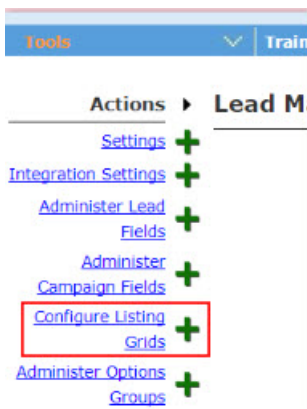 Tools
Train
Actions
Lead Ma
Settings
Integration Settings
Administer Lead
Fields
Administer
Campaign Fields
Configure Listing
Grids
Administer Options
Groups